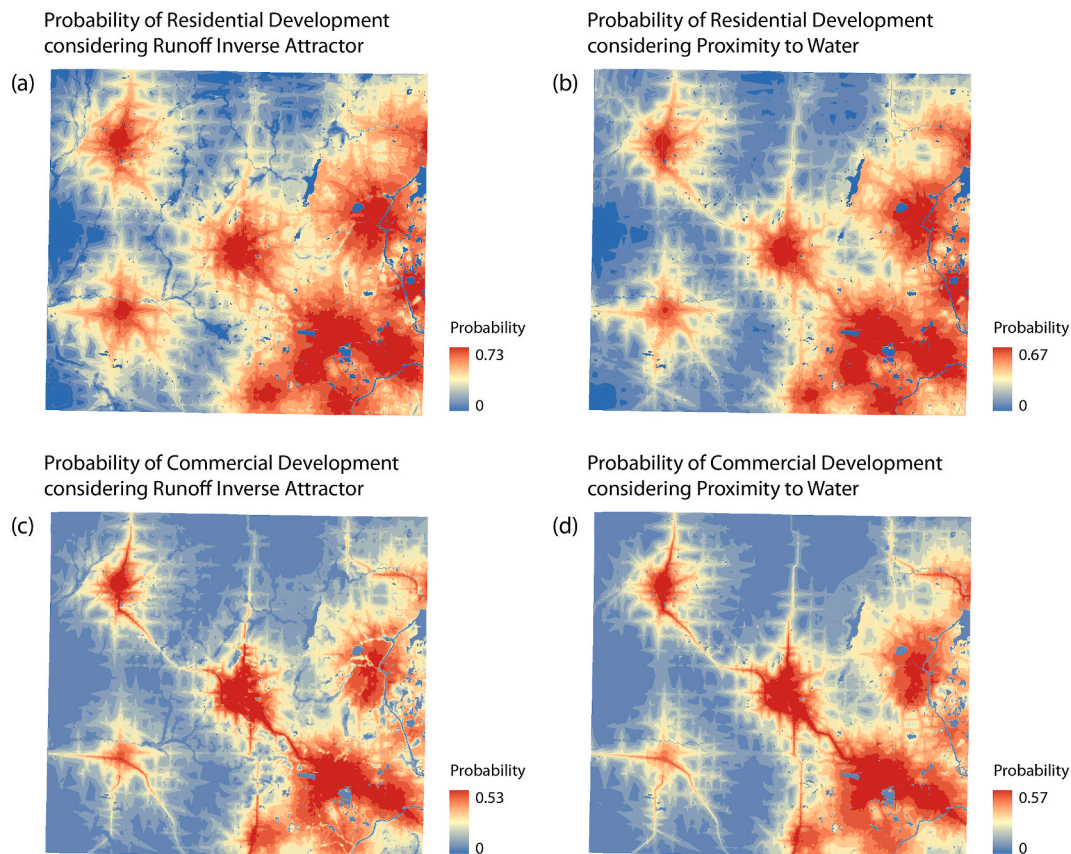 Probability of Residential Development
considering Runoff Inverse Attractor
(a)
Probability
0.73
0
Probability of Residential Development
considering Proximity to Water
(b)
Probability
0.67
0
Probability of Commercial Development
considering Runoff Inverse Attractor
(c)
Probability
0.53
0
Probability of Commercial Development
considering Proximity to Water
(d)
Probability
0.57
0